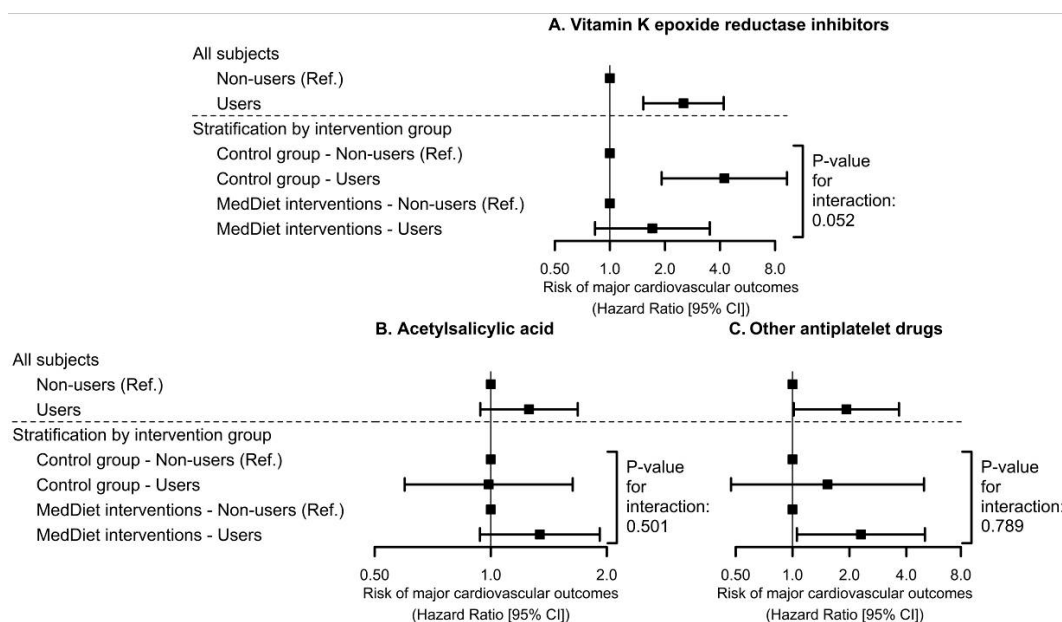 A. Vitamin K epoxide reductase inhibitors
All subjects
Non-users (Ref.)
Users
Stratification by intervention group
Control group - Non-users (Ref.)
Control group - Users
MedDiet interventions - Non-users (Ref.)
MedDiet interventions - Users
P-value
for
interaction:
0.052
0.50 1.0 2.0 4.0 8.0
Risk of major cardiovascular outcomes
(Hazard Ratio [95% CI])
B. Acetylsalicylic acid
C. Other antiplatelet drugs
All subjects
Non-users (Ref.)
Users
Stratification by intervention group
Control group - Non-users (Ref.)
Control group - Users
MedDiet interventions - Non-users (Ref.)
MedDiet interventions - Users
P-value
for
interaction:
0.501
0.50 1.0 2.0
Risk of major cardiovascular outcomes
(Hazard Ratio [95% CI])
P-value
for
interaction:
0.789
0.50 1.0 2.0 4.0 8.0
Risk of major cardiovascular outcomes
(Hazard Ratio [95% CI])